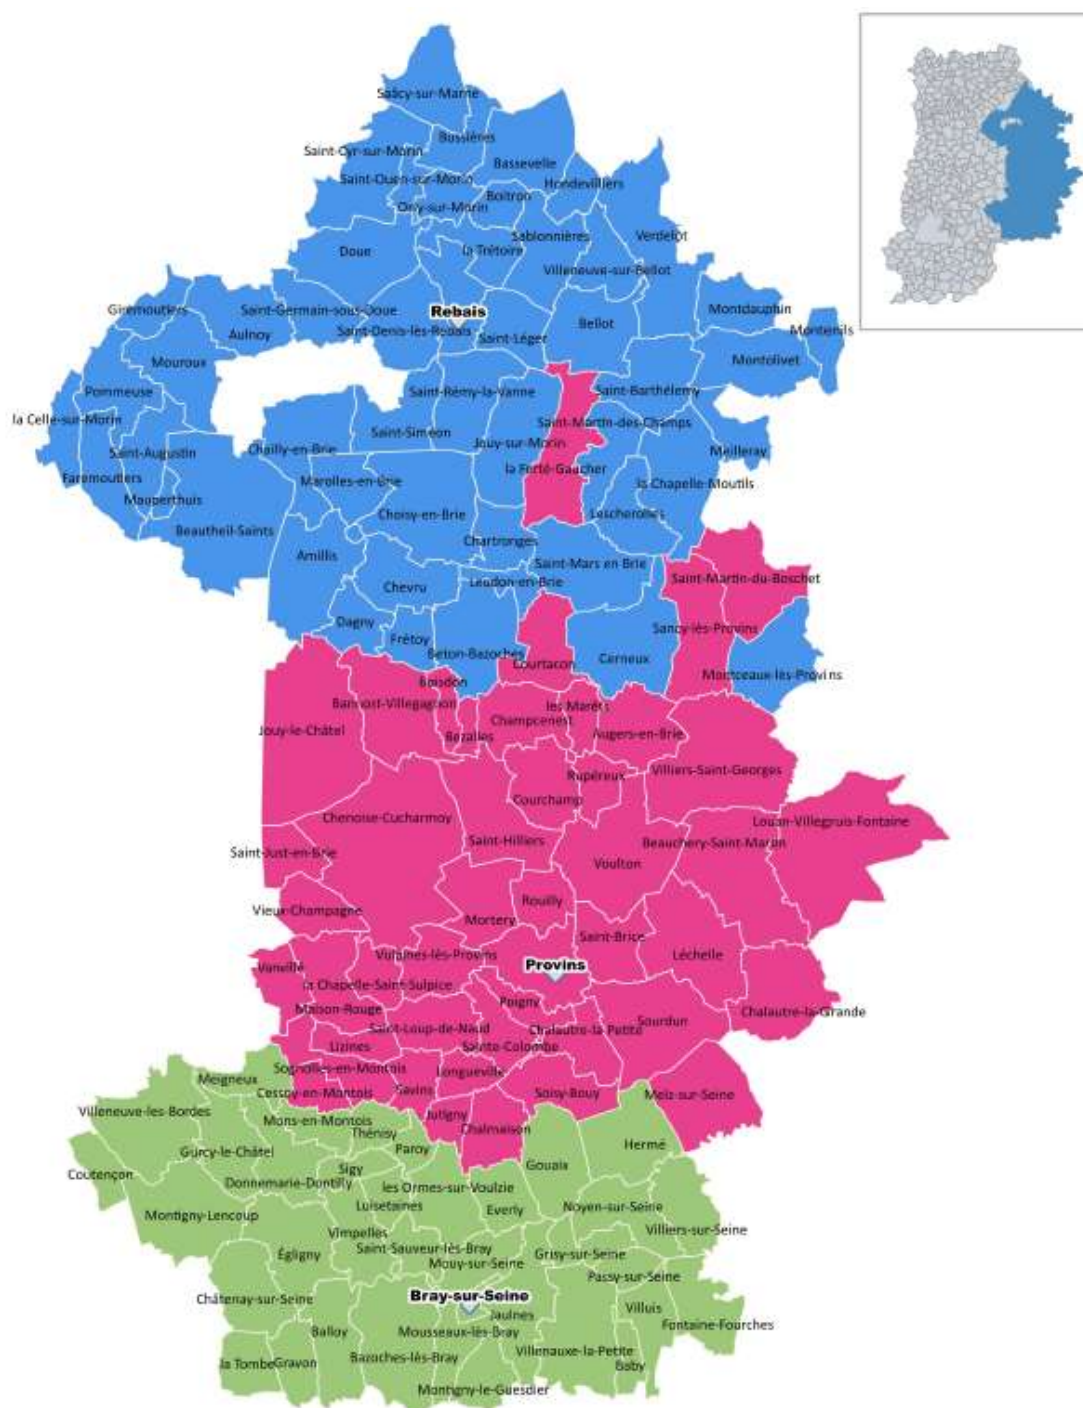 Saâcy-sur-Marne
Bussières
Saint-Cyr-sur-Morin
Bassevelle
Saint-Ouen-sur-Morin
Hondevilliers
Boitron
Orly-sur-Morin
Sablonnières
Verdelot
Doue
la Trétoire
Villeneuve-sur-Bellot
Giremoutiers
Saint-Germain-sous-Doue
Rebais
Montdauphin
Aulnoy
Saint-Denis-lès-Rebais
Saint-Léger
Bellot
Montenils
Mouroux
Montolivet
Pommeuse
Saint-Rémy-la-Vanne
Saint-Barthélemy
la Celle-sur-Morin
Saint-Siméon
Saint-Martin-des-Champs
Saint-Augustin
Chailly-en-Brie
Jouy-sur-Morin
Meilleray
Faremoutiers
Marolles-en-Brie
la Ferté-Gaucher
la Chapelle-Moutils
Mauperthuis
Choisy-en-Brie
Lescherolles
Beautheil-Saints
Chartronges
Amillis
Saint-Mars en Brie
Chevru
Leudon-en-Brie
Saint-Martin-du-Boschet
Dagny
Sancy-lès-Provins
Frétoy
Beton-Bazoches
Courtacon
Cerneux
Montceaux-lès-Provins
Boisdon
Bannost-Villegagnon
les Marêts
Jouy-le-Châtel
Bezalles
Champcenest
Augers-en-Brie
Rupéreux
Villiers-Saint-Georges
Courchamp
Chenoise-Cucharmoy
Louan-Villegruis-Fontaine
Saint-Hilliers
Beauchery-Saint-Martin
Saint-Just-en-Brie
Voulton
Rouilly
Vieux-Champagne
Mortery
Saint-Brice
Vulaines-lès-Provins
Léchelle
Vanvillé
Provins
la Chapelle-Saint-Sulpice
Poigny
Maison-Rouge
Chalautre-la-Grande
Saint-Loup-de-Naud
Chalautre-la Petite
Sourdun
Lizines
Sainte-Colombe
Sognolles-en-Montois
Longueville
Meigneux
Cessoy-en-Montois
Savins
Soisy-Bouy
Melz-sur-Seine
Villeneuve-les-Bordes
Jutigny
Mons-en-Montois
Chalmaison
Thénisy
Hermé
Gurcy-le-Châtel
Paroy
Sigy
Gouaix
Coutençon
Donnemarie-Dontilly
les Ormes-sur-Voulzie
Luisetaines
Everly
Noyen-sur-Seine
Montigny-Lencoup
Vimpelles
Villiers-sur-Seine
Égligny
Saint-Sauveur-lès-Bray
Grisy-sur-Seine
Mouy-sur-Seine
Passy-sur-Seine
Châtenay-sur-Seine
Bray-sur-Seine
Jaulnes
Villuis
Balloy
Mousseaux-lès-Bray
Fontaine-Fourches
Bazoches-lès-Bray
Villenauxe-la-Petite
la Tombe
Gravon
Baby
Montigny-le-Guesdier